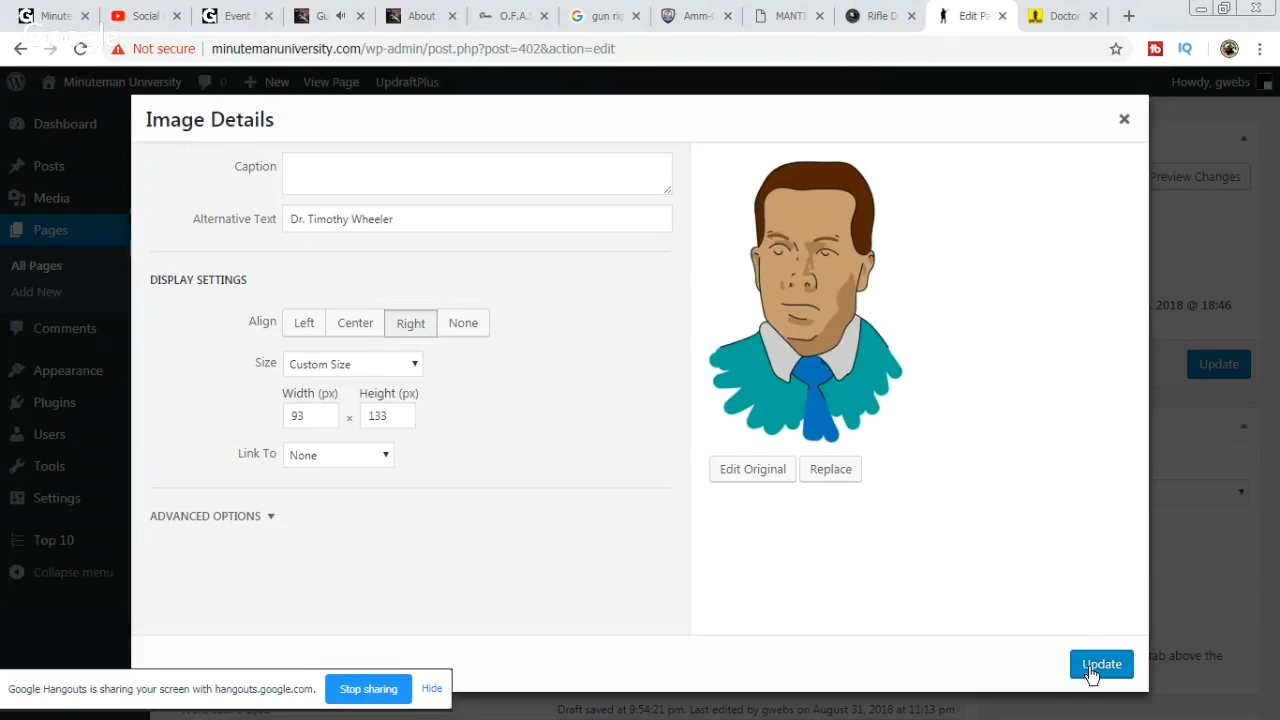 Minute
Social
Event
Gu
About
O.F.A.S
gun rig
Amm-
MANTI
Rifle D
Edit Pa
Doctor
Not secure
minutemanuniversity.com/wp-admin/post.php?post=402&action=edit
Google
Minuteman University
0
New
View Page
UpdraftPlus
Howdy, gwebs
Dashboard
Posts
Media
Pages
All Pages
Add New
Comments
Appearance
Plugins
Users
Tools
Settings
Top 10
Collapse menu
Image Details
Caption
Alternative Text
Dr. Timothy Wheeler
DISPLAY SETTINGS
Align
Left
Center
Right
None
Size
Custom Size
Width (px)
Height (px)
93
×
133
Link To
None
ADVANCED OPTIONS
Edit Original
Replace
Update
Preview Changes
, 2018 @ 18:46
Update
tab above the
Google Hangouts is sharing your screen with hangouts.google.com.
Stop sharing
Hide
Draft saved at 9:54:21 pm. Last edited by gwebs on August 31, 2018 at 11:13 pm